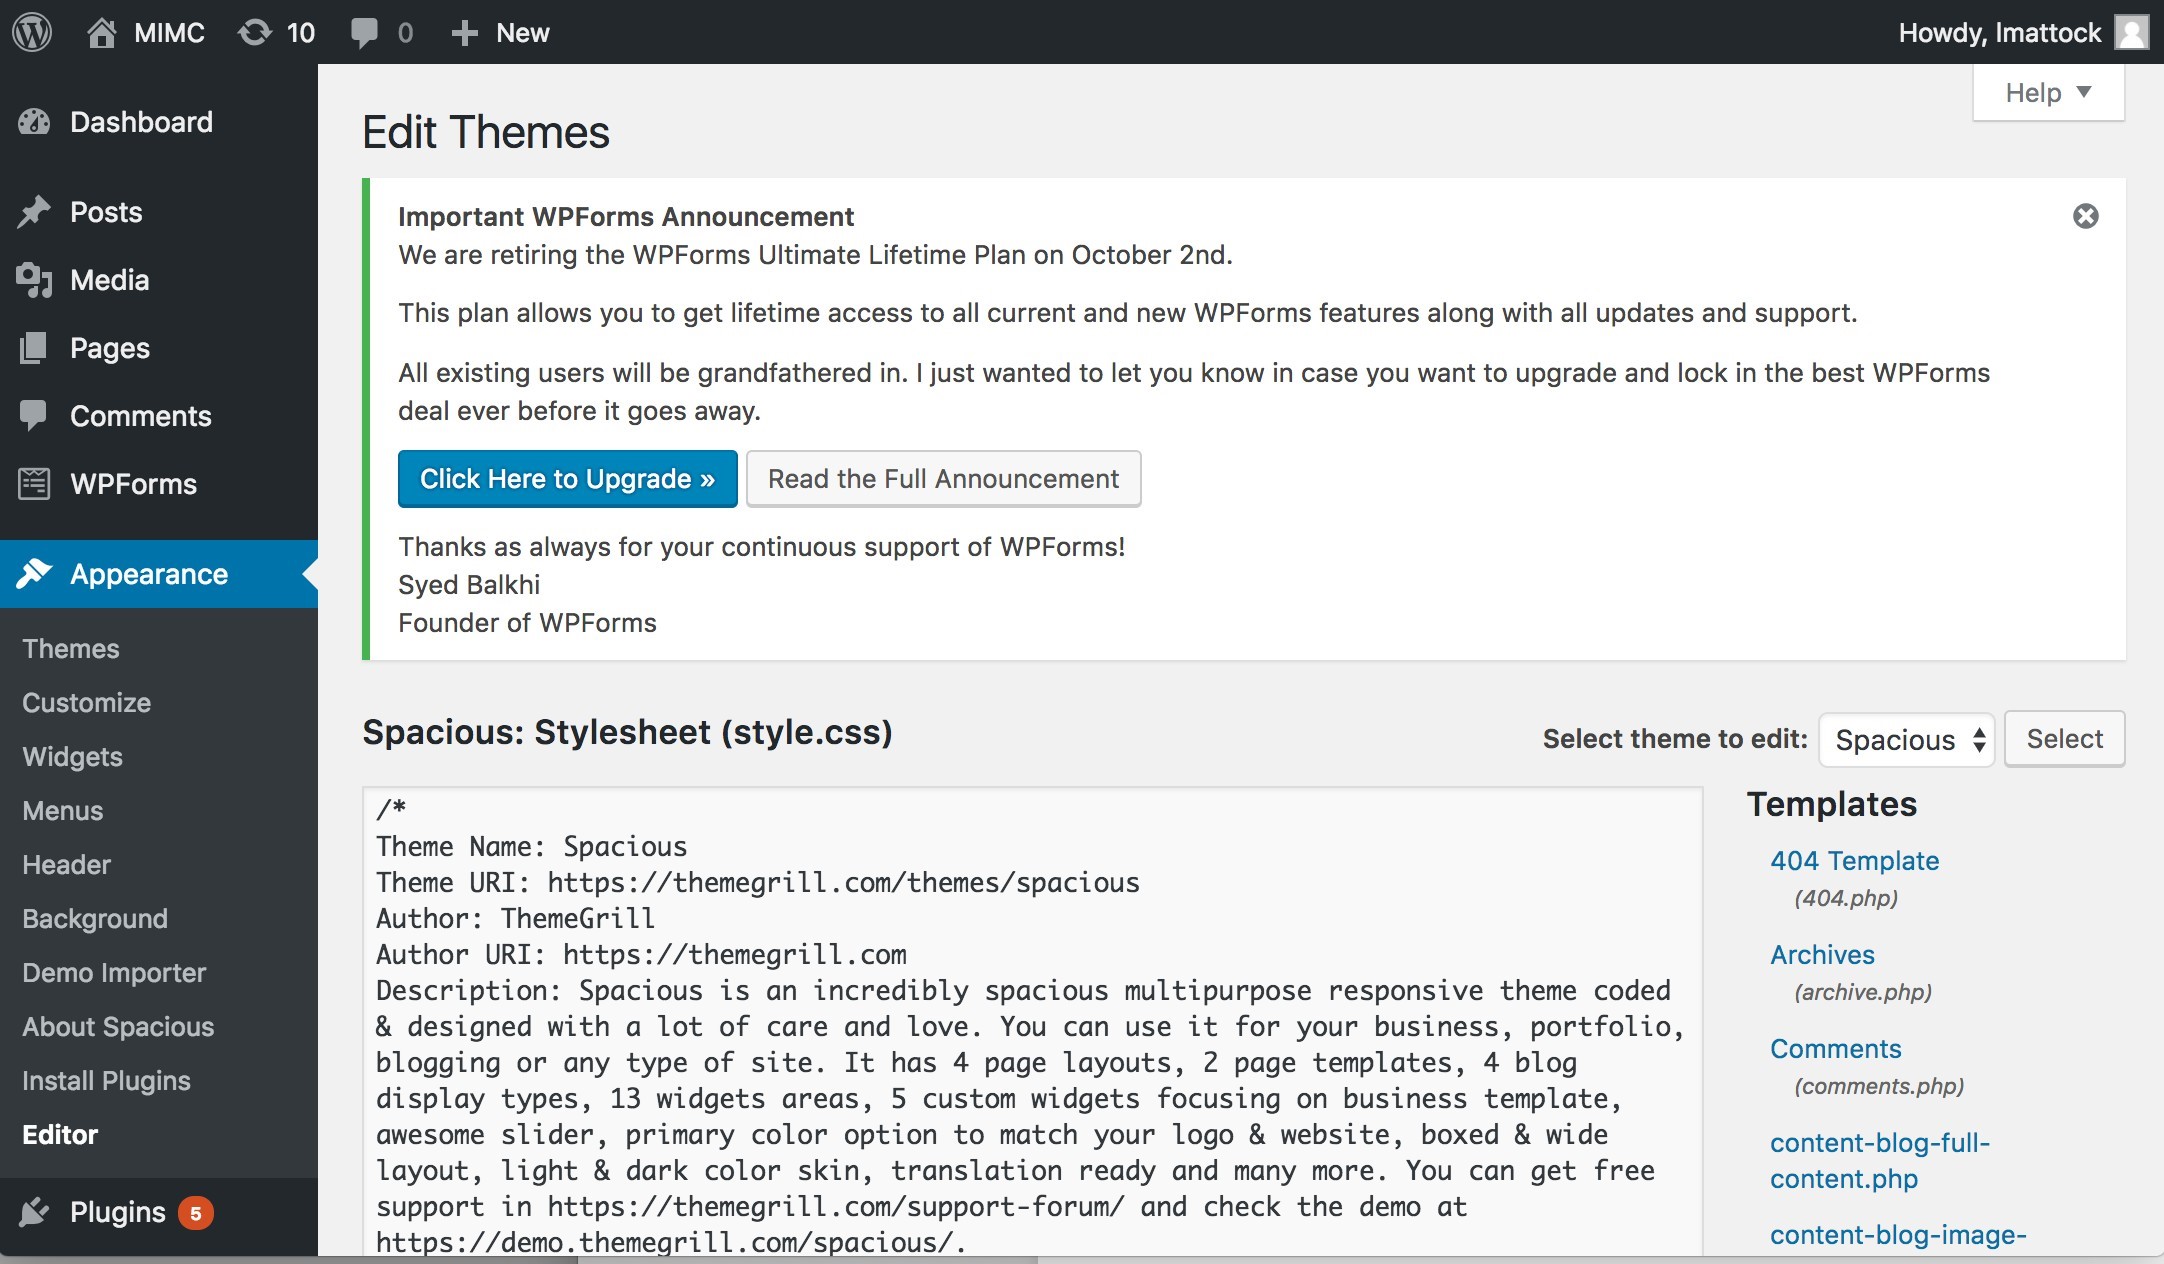 MIMC 10 0 New Howdy, lmattock
Help
Dashboard
Posts
Media
Pages
Comments
WPForms
Appearance
Themes
Customize
Widgets
Menus
Header
Background
Demo Importer
About Spacious
Install Plugins
Editor
Plugins 5
Edit Themes
Important WPForms Announcement
We are retiring the WPForms Ultimate Lifetime Plan on October 2nd.
This plan allows you to get lifetime access to all current and new WPForms features along with all updates and support.
All existing users will be grandfathered in. I just wanted to let you know in case you want to upgrade and lock in the best WPForms
deal ever before it goes away.
Click Here to Upgrade » Read the Full Announcement
Thanks as always for your continuous support of WPForms!
Syed Balkhi
Founder of WPForms
Spacious: Stylesheet (style.css)
Select theme to edit: Spacious Select
/*
Theme Name: Spacious
Theme URI: https://themegrill.com/themes/spacious
Author: ThemeGrill
Author URI: https://themegrill.com
Description: Spacious is an incredibly spacious multipurpose responsive theme coded
& designed with a lot of care and love. You can use it for your business, portfolio,
blogging or any type of site. It has 4 page layouts, 2 page templates, 4 blog
display types, 13 widgets areas, 5 custom widgets focusing on business template,
awesome slider, primary color option to match your logo & website, boxed & wide
layout, light & dark color skin, translation ready and many more. You can get free
support in https://themegrill.com/support-forum/ and check the demo at
https://demo.themegrill.com/spacious/.
Templates
404 Template
(404.php)
Archives
(archive.php)
Comments
(comments.php)
content-blog-full-
content.php
content-blog-image-